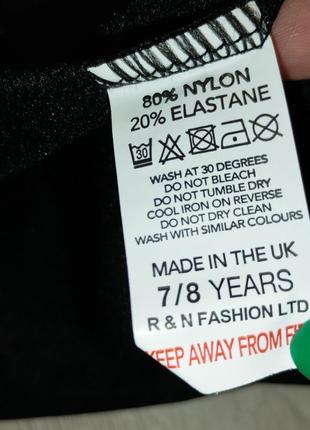 80% NYLON
20% ELASTANE
30
WASH AT 30 DEGREES
DO NOT BLEACH
DO NOT TUMBLE DRY
COOL IRON ON REVERSE
DO NOT DRY CLEAN
WASH WITH SIMILAR COLOURS
MADE IN THE UK
7/8 YEARS
R & N FASHION LTD
KEEP AWAY FROM